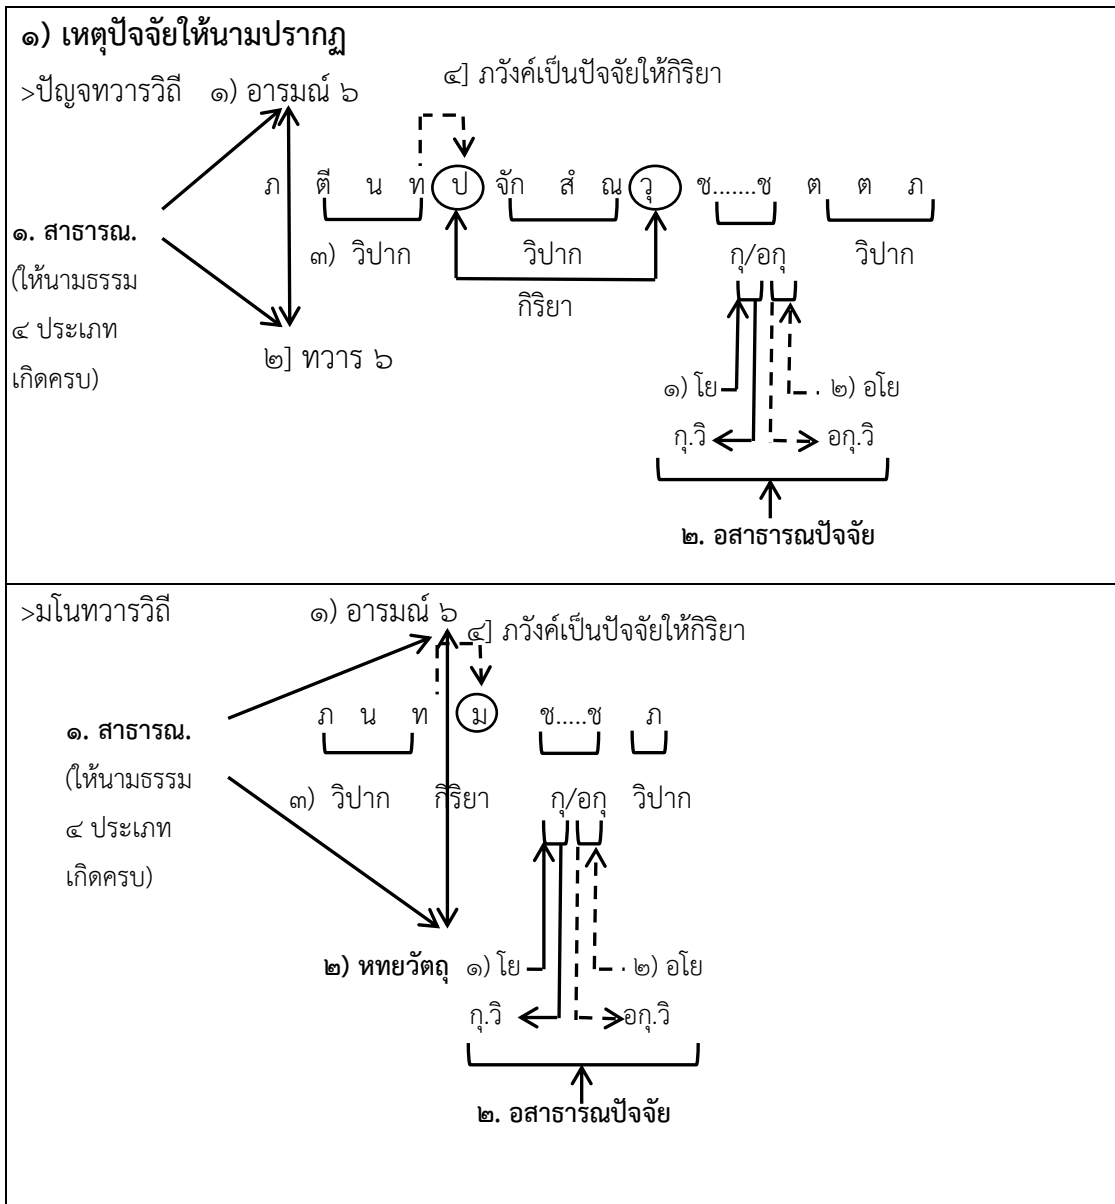 ๑) เหตุปัจจัยให้นามปรากฏ
๔] ภวังค์เป็นปัจจัยให้กิริยา
>ปัญจทวารวิถี ๑) อารมณ์ ๖
ภ ตี น ท ป จัก สํ ณ วุ ช.......ช ต ต ภ
๑. สาธารณ.
๓) วิปาก วิปาก กุ/อกุ วิปาก
(ให้นามธรรม
กิริยา
๔ ประเภท
๒] ทวาร ๖
เกิดครบ)
๑) โย ๒) อโย
กุ.วิ อกุ.วิ
๒. อสาธารณปัจจัย
>มโนทวารวิถี ๑) อารมณ์ ๖
๔] ภวังค์เป็นปัจจัยให้กิริยา
ภ น ท ม ช.....ช ภ
๑. สาธารณ.
(ให้นามธรรม
๓) วิปาก กิริยา กุ/อกุ วิปาก
๔ ประเภท
เกิดครบ)
๒) หทยวัตถุ ๑) โย ๒) อโย
กุ.วิ อกุ.วิ
๒. อสาธารณปัจจัย